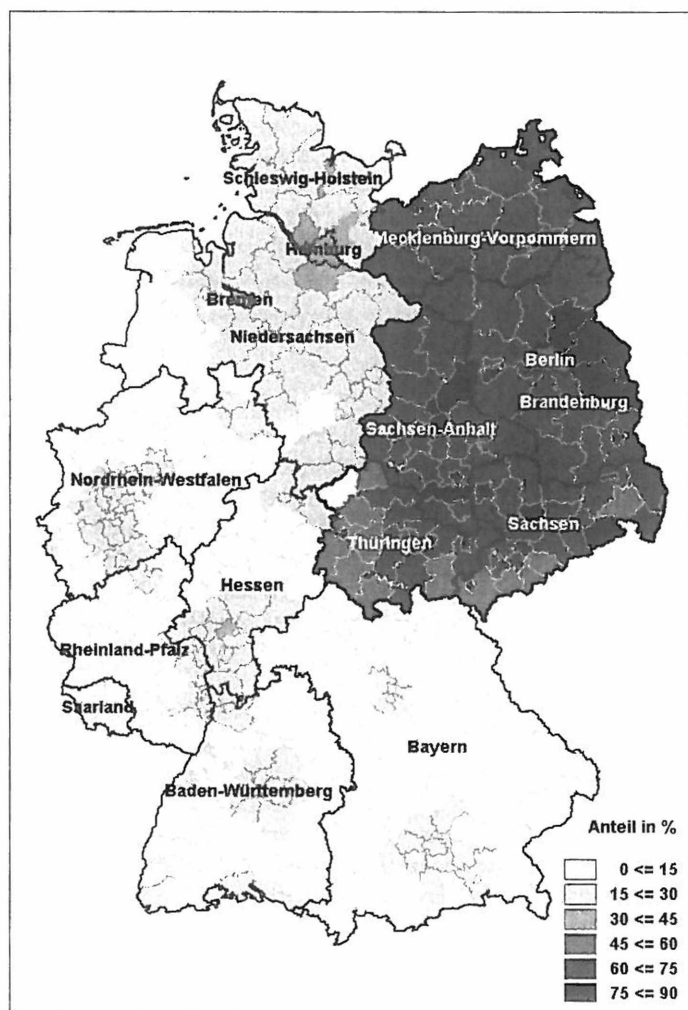 Schleswig-Holstein
Mecklenburg-Vorpommern
Hamburg
Bremen
Niedersachsen
Berlin
Brandenburg
Sachsen-Anhalt
Nordrhein-Westfalen
Sachsen
Thüringen
Hessen
Rheinland-Pfalz
Saarland
Bayern
Baden-Württemberg
Anteil in %
0 <= 15
15 <= 30
30 <= 45
45 <= 60
60 <= 75
75 <= 90